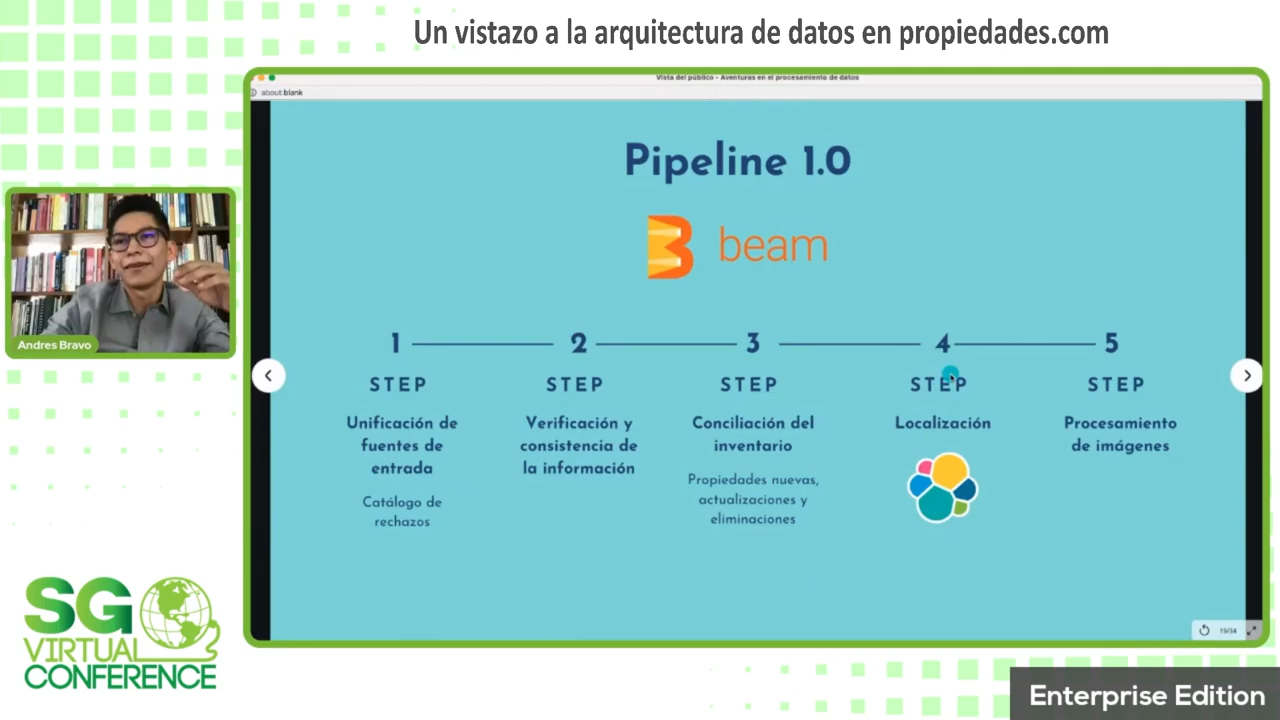 Un vistazo a la arquitectura de datos en propiedades.com
Vista del público - Aventuras en el procesamiento de datos
about:blank
Pipeline 1.0
beam
1
2
3
4
5
STEP
STEP
STEP
STEP
STEP
Unificación de
fuentes de
entrada
Catálogo de
rechazos
Verificación y
consistencia de
la información
Conciliación del
inventario
Propiedades nuevas,
actualizaciones y
eliminaciones
Localización
Procesamiento
de imágenes
19/34
Andres Bravo
SG
VIRTUAL
CONFERENCE
Enterprise Edition